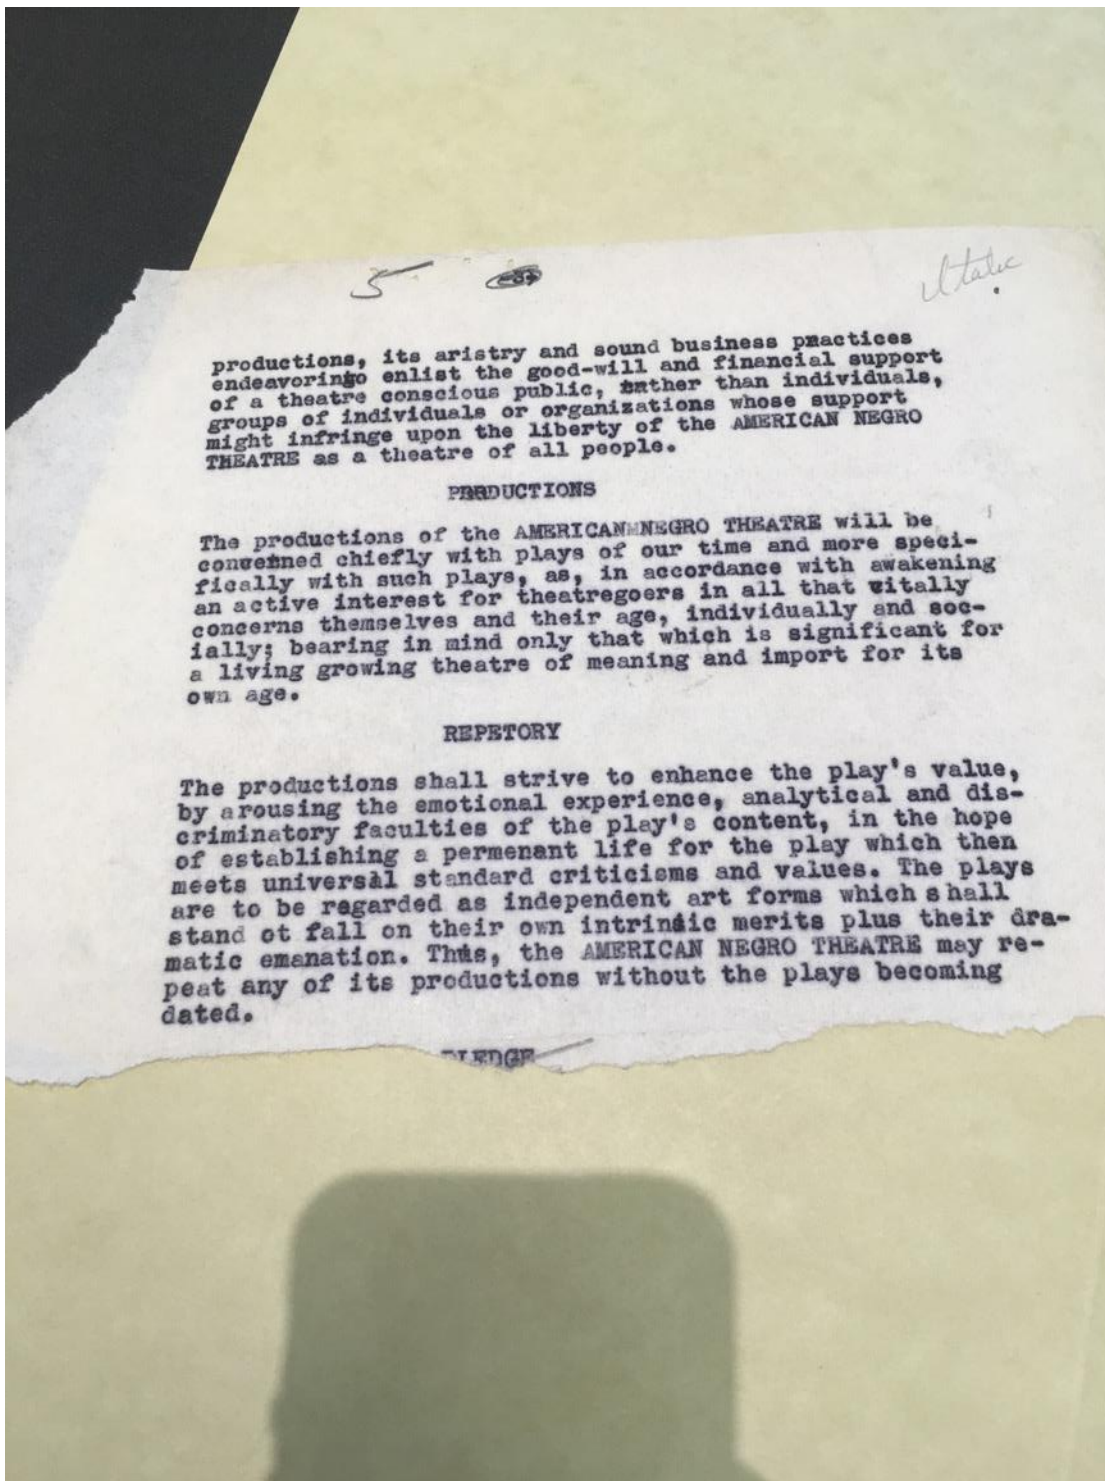 5
Italic
productions, its aristry and sound business practices
endeavoringo enlist the good-will and financial support
of a theatre conscious public, rather than individuals,
groups of individuals or organizations whose support
might infringe upon the liberty of the AMERICAN NEGRO
THEATRE as a theatre of all people.
PRODUCTIONS
The productions of the AMERICAN NEGRO THEATRE will be
concerned chiefly with plays of our time and more speci-
fically with such plays, as, in accordance with awakening
an active interest for theatregoers in all that vitally
concerns themselves and their age, individually and soc-
ially; bearing in mind only that which is significant for
a living growing theatre of meaning and import for its
own age.
REPETORY
The productions shall strive to enhance the play's value,
by arousing the emotional experience, analytical and dis-
criminatory faculties of the play's content, in the hope
of establishing a permenant life for the play which then
meets universal standard criticisms and values. The plays
are to be regarded as independent art forms which shall
stand ot fall on their own intrinsic merits plus their dra-
matic emanation. Thus, the AMERICAN NEGRO THEATRE may re-
peat any of its productions without the plays becoming
dated.
PLEDGE